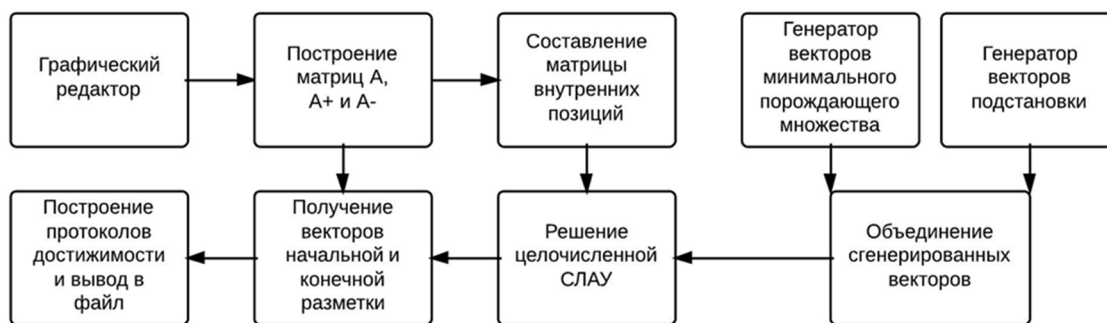 Графический
редактор
Построение
матриц А,
А+ и А-
Составление
матрицы
внутренних
позиций
Генератор
векторов
минимального
порождающего
множества
Генератор
векторов
подстановки
Построение
протоколов
достижимости
и вывод в
файл
Получение
векторов
начальной и
конечной
разметки
Решение
целочисленной
СЛАУ
Объединение
сгенерированных
векторов